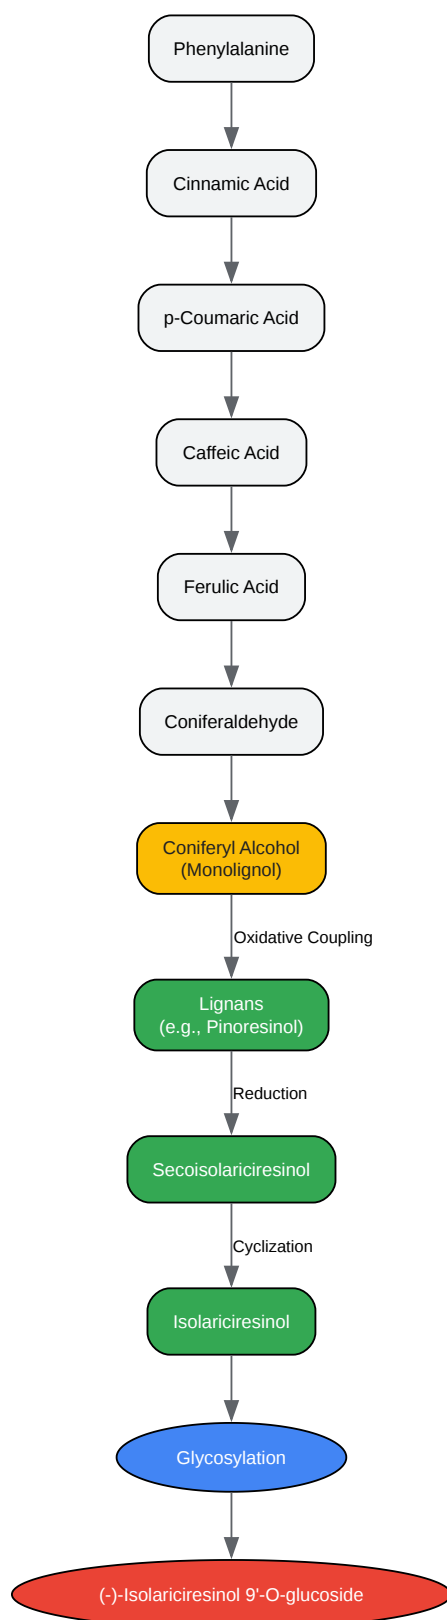 Phenylalanine
Cinnamic Acid
p-Coumaric Acid
Caffeic Acid
Ferulic Acid
Coniferaldehyde
Coniferyl Alcohol
(Monolignol)
Oxidative Coupling
Lignans
(e.g., Pinoresinol)
Reduction
Secoisolariciresinol
Cyclization
Isolariciresinol
Glycosylation
(-)-Isolariciresinol 9'-O-glucoside